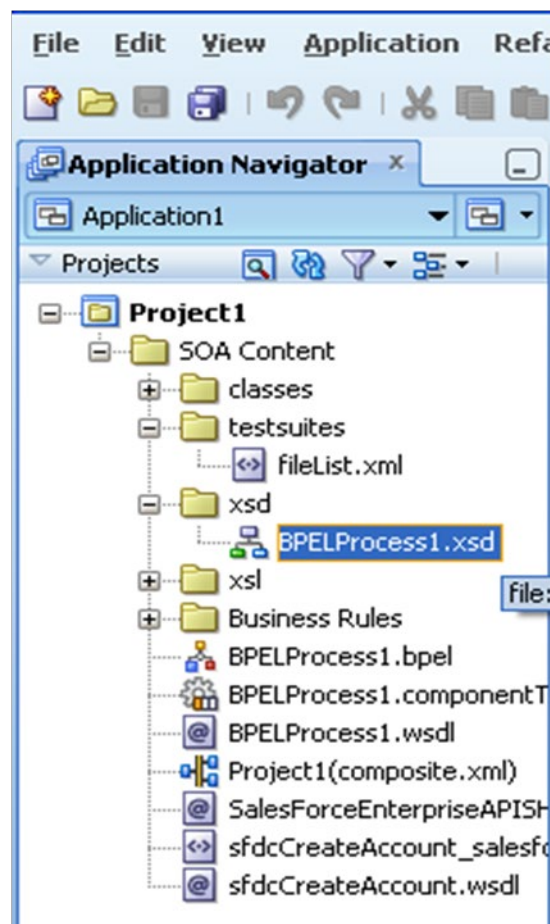 File Edit View Application Refa
Application Navigator ×
Application1
Projects
Project1
SOA Content
classes
testsuites
fileList.xml
xsd
BPELProcess1.xsd
xsl
file:
Business Rules
BPELProcess1.bpel
BPELProcess1.componentT
BPELProcess1.wsdl
Project1(composite.xml)
SalesForceEnterpriseAPISH
sfdcCreateAccount_salesfo
sfdcCreateAccount.wsdl